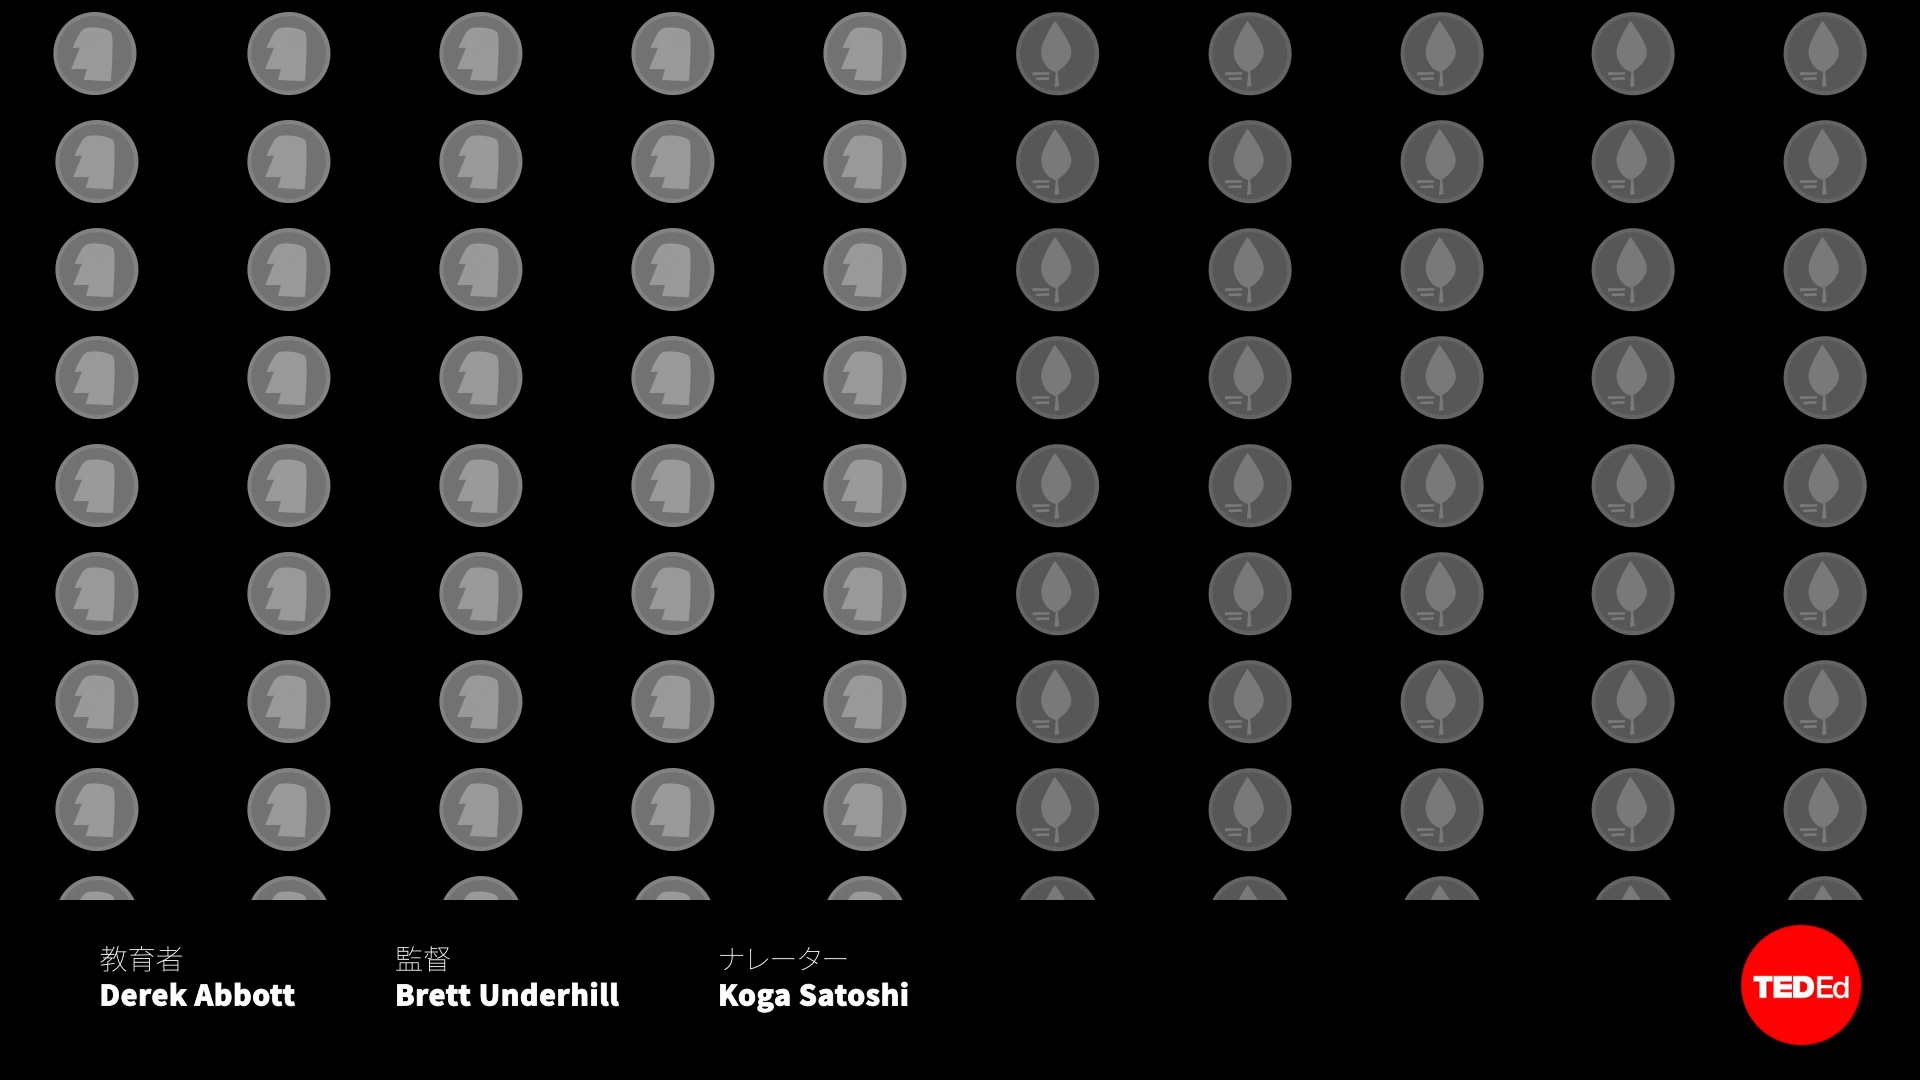 教育者
Derek Abbott
監督
Brett Underhill
ナレーター
Koga Satoshi
TEDEd